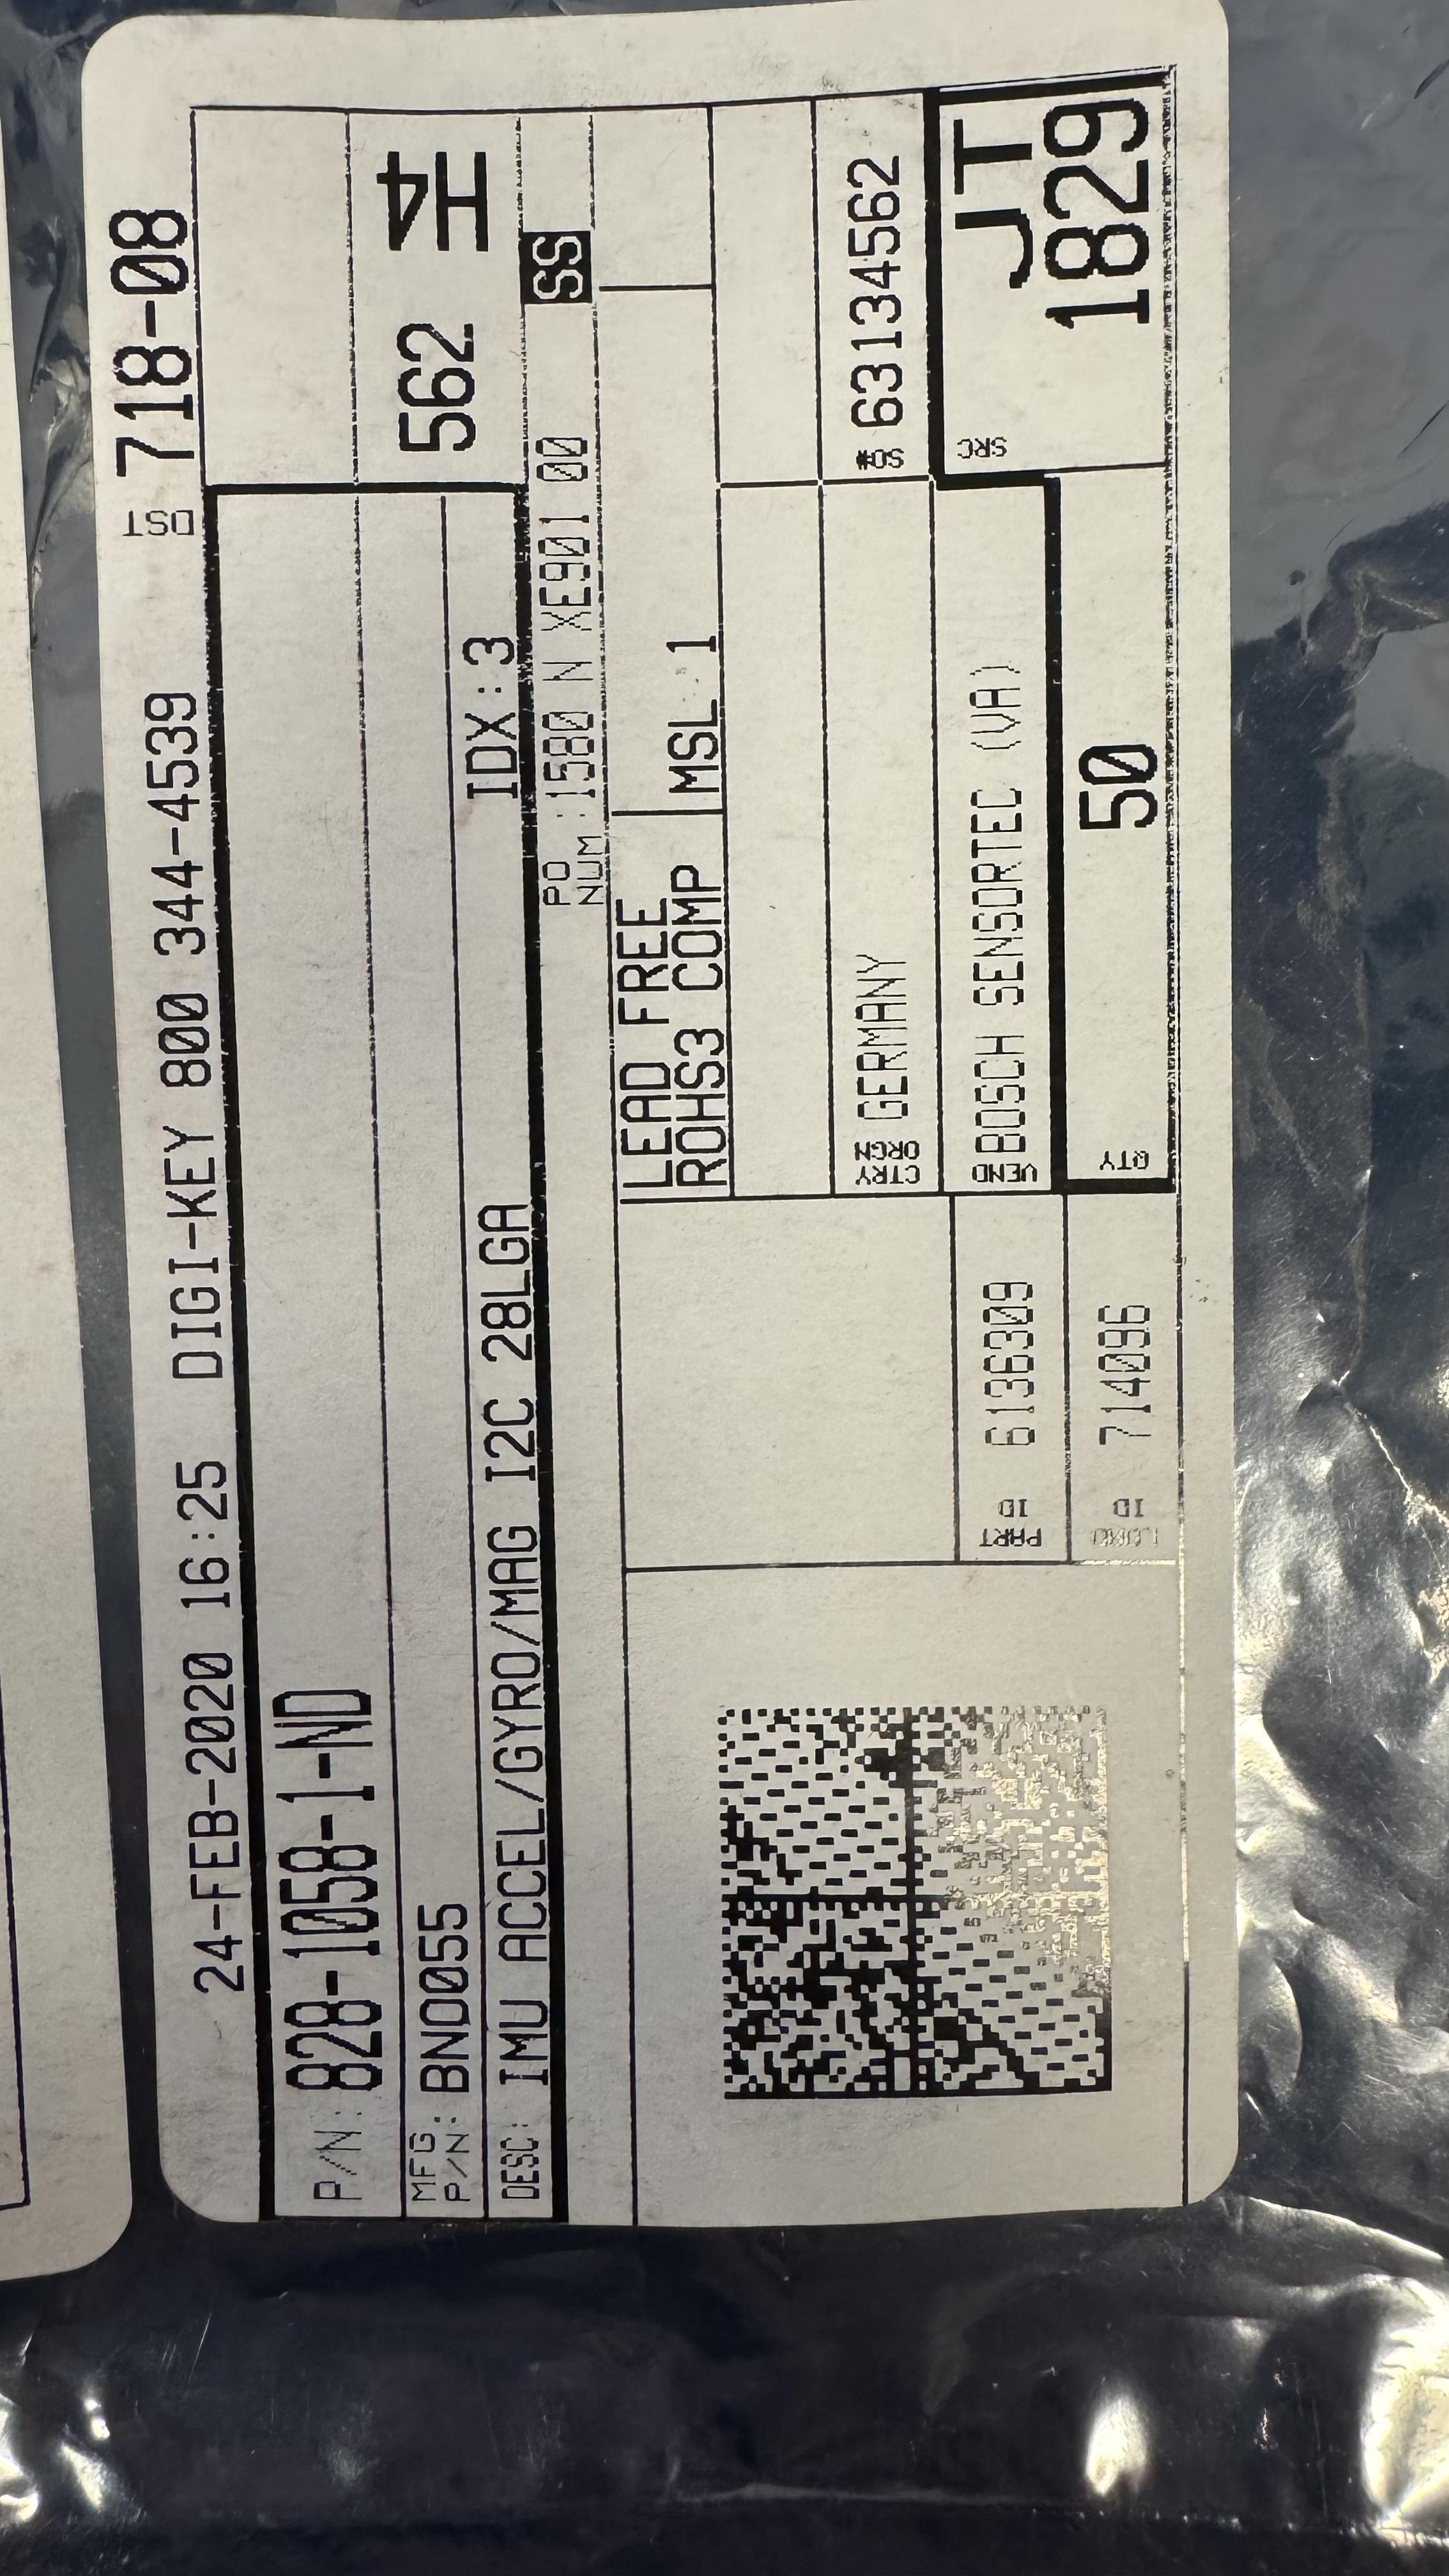 24-FEB-2020 16:25 DIGI-KEY 800 344-4539 DST 718-08
P/N: 828-1058-1-ND
MFG P/N: BNO055
562 H4
DESC: IMU ACCEL/GYRO/MAG I2C 28LGA IDX:3
PO NUM :1580 N XE901 00 SS
LEAD FREE
ROHS3 COMP MSL 1
CTRY ORGN GERMANY SO# 63134562
PART ID 6136309 VEND BOSCH SENSORTEC (VA) SRC JT
ID 714096 QTY 50 1829